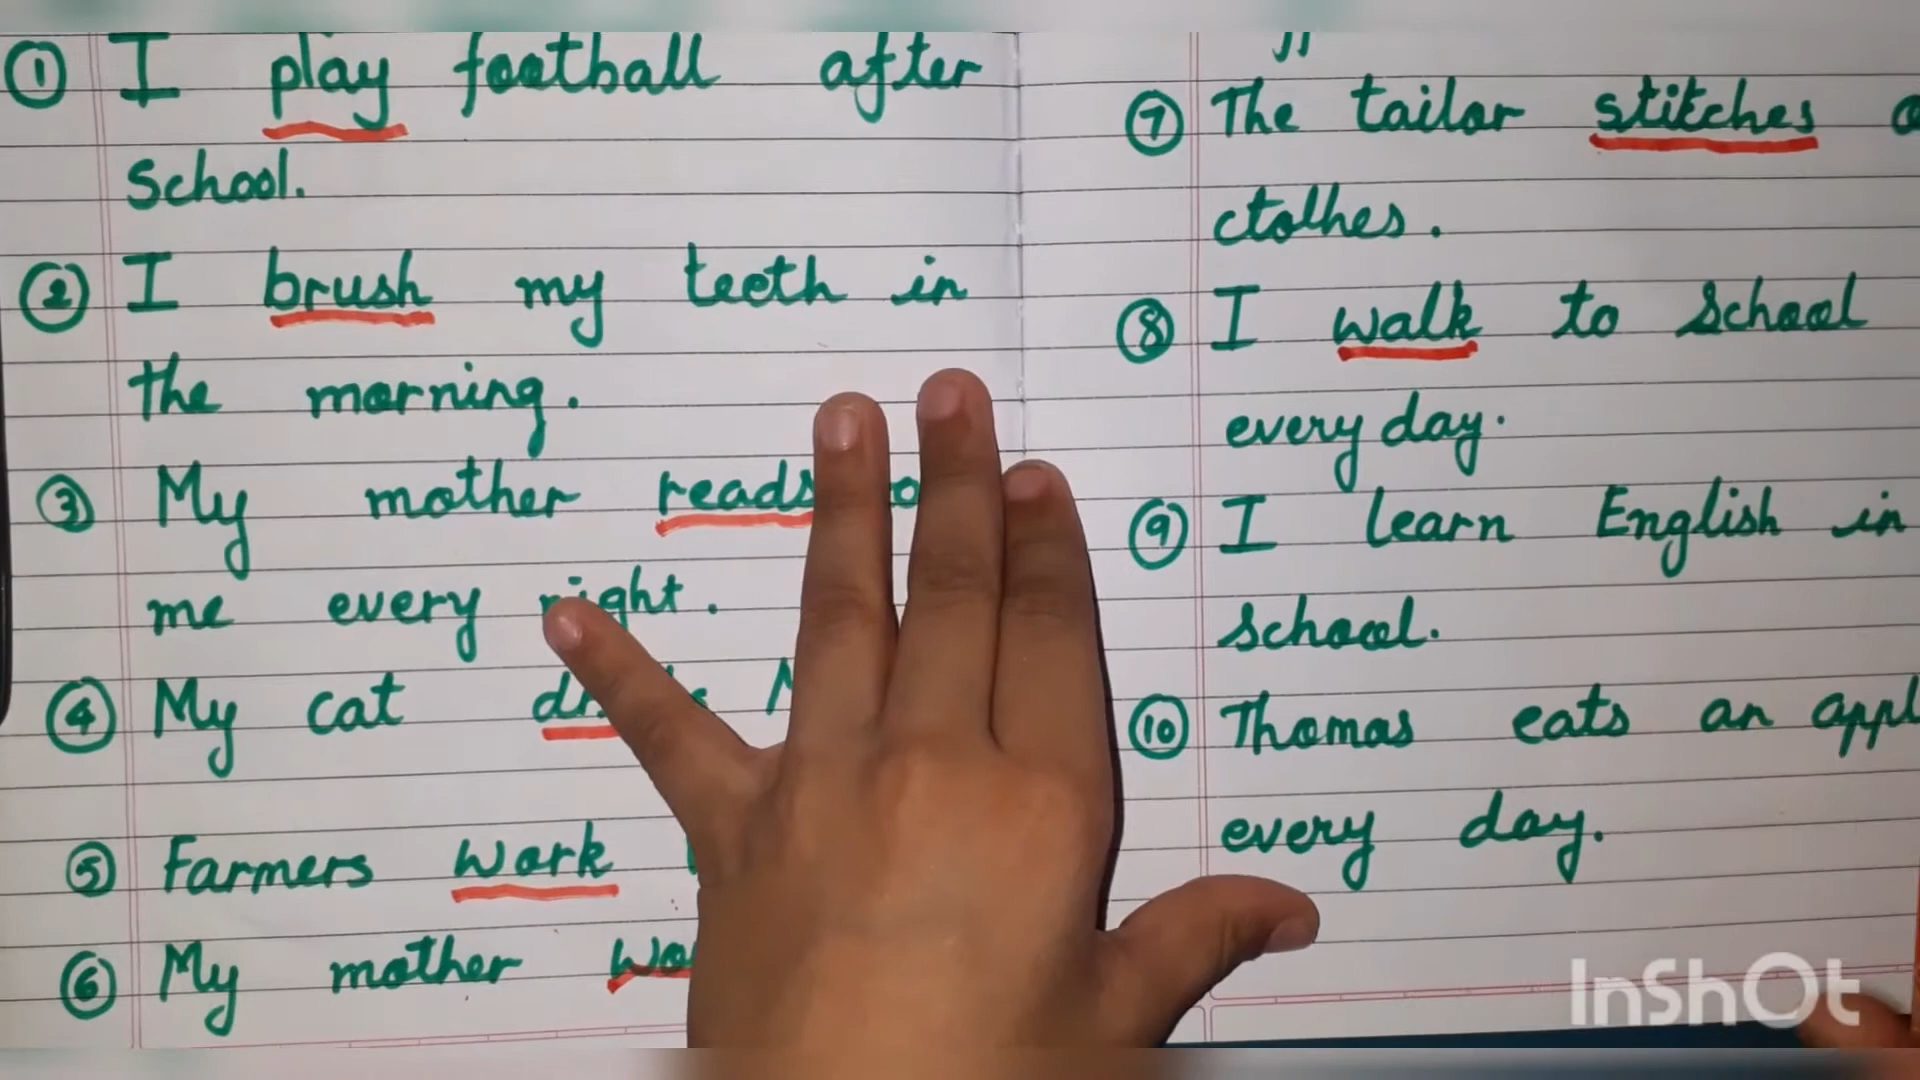 ① I play football after
School.
② I brush my teeth in
the morning.
③ My mother reads
me every night.
④ My cat
⑤ Farmers work
⑥ My mother
⑦ The tailor stitches
ctolhes.
⑧ I walk to School
every day.
⑨ I learn English in
school.
⑩ Thomas eats an
every day.
InShOt